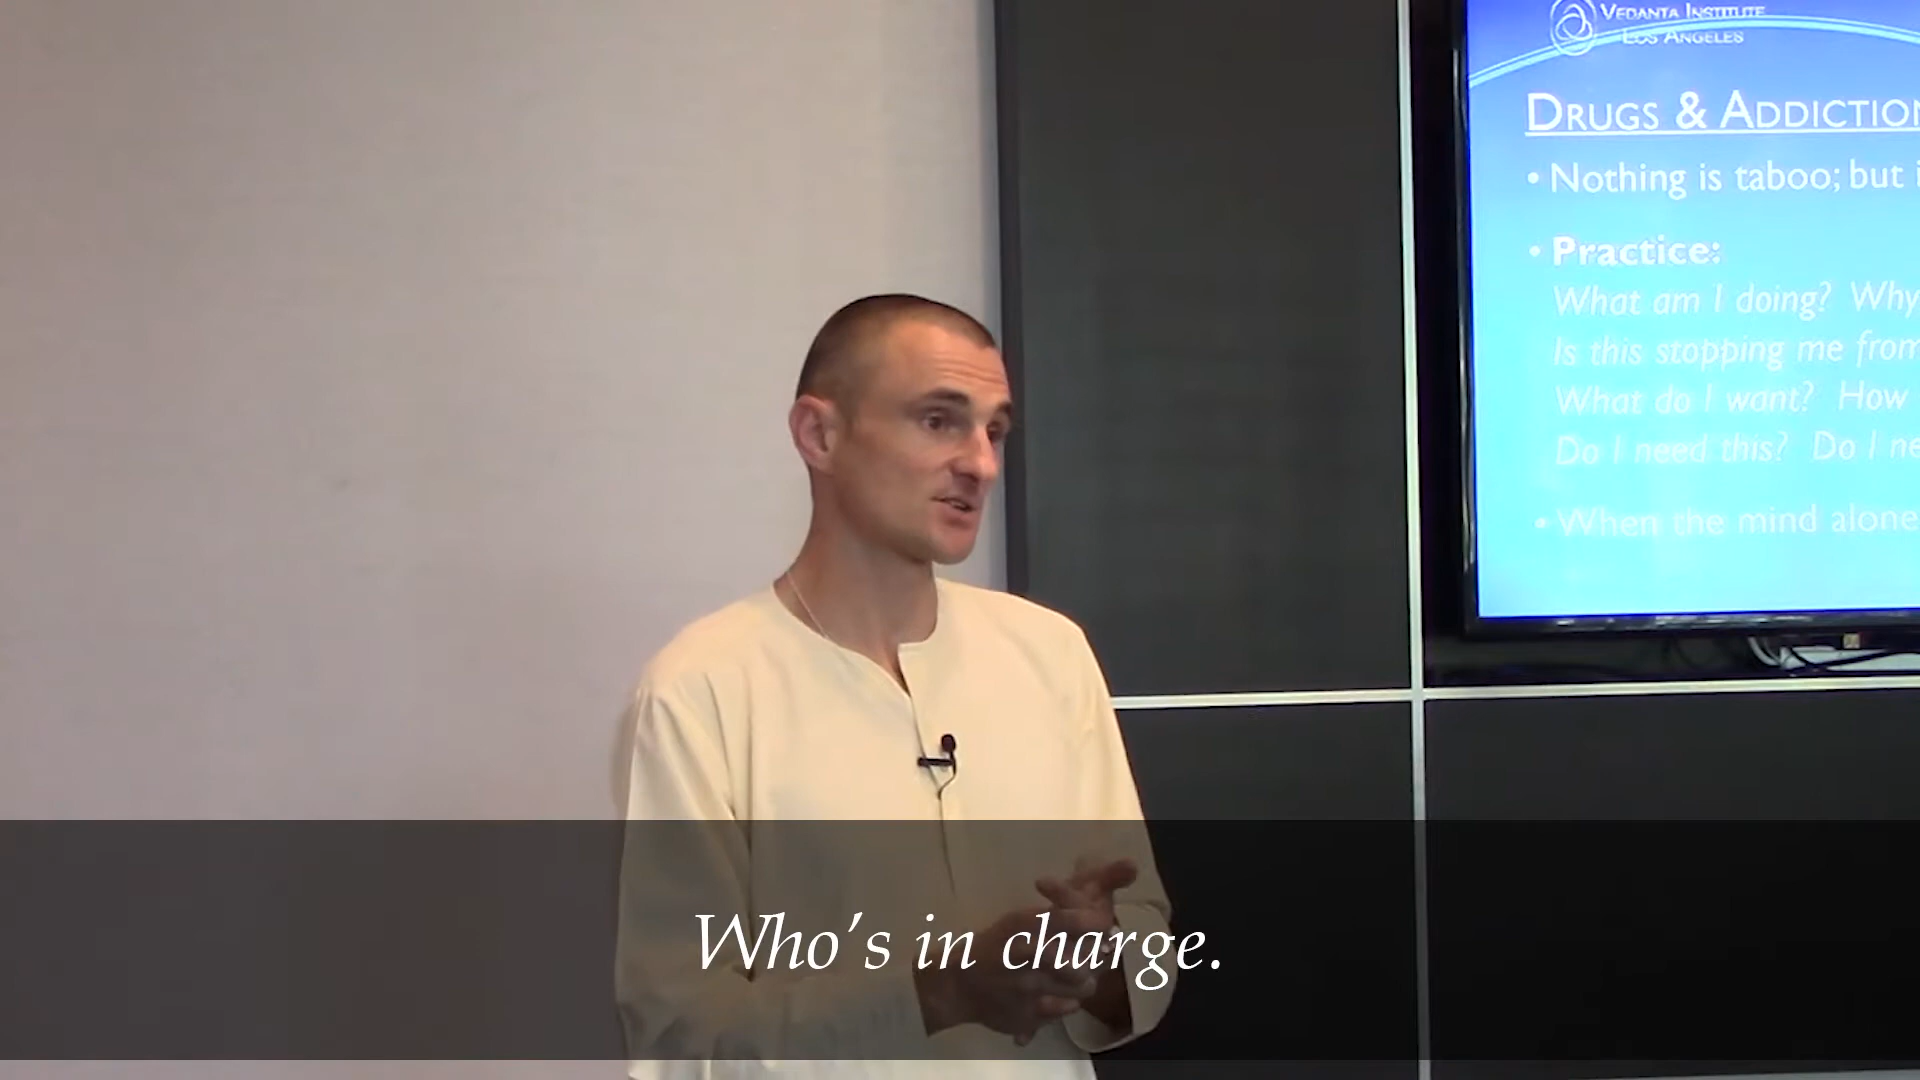 VEDANTA INSTITUTE
LOS ANGELES
DRUGS & ADDICTION
• Nothing is taboo; but
• Practice:
What am I doing? Why
Is this stopping me from
What do I want? How
Do I need this? Do I
• When the mind alone
Who's in charge.